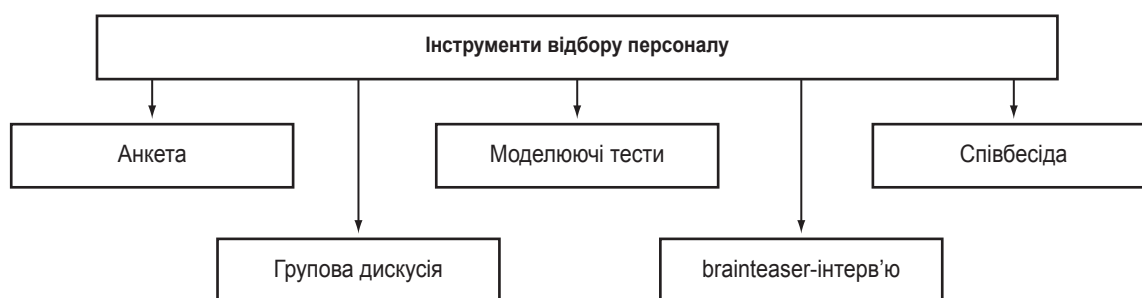 Інструменти відбору персоналу
Анкета
Моделюючі тести
Співбесіда
Групова дискусія
brainteaser-інтерв’ю